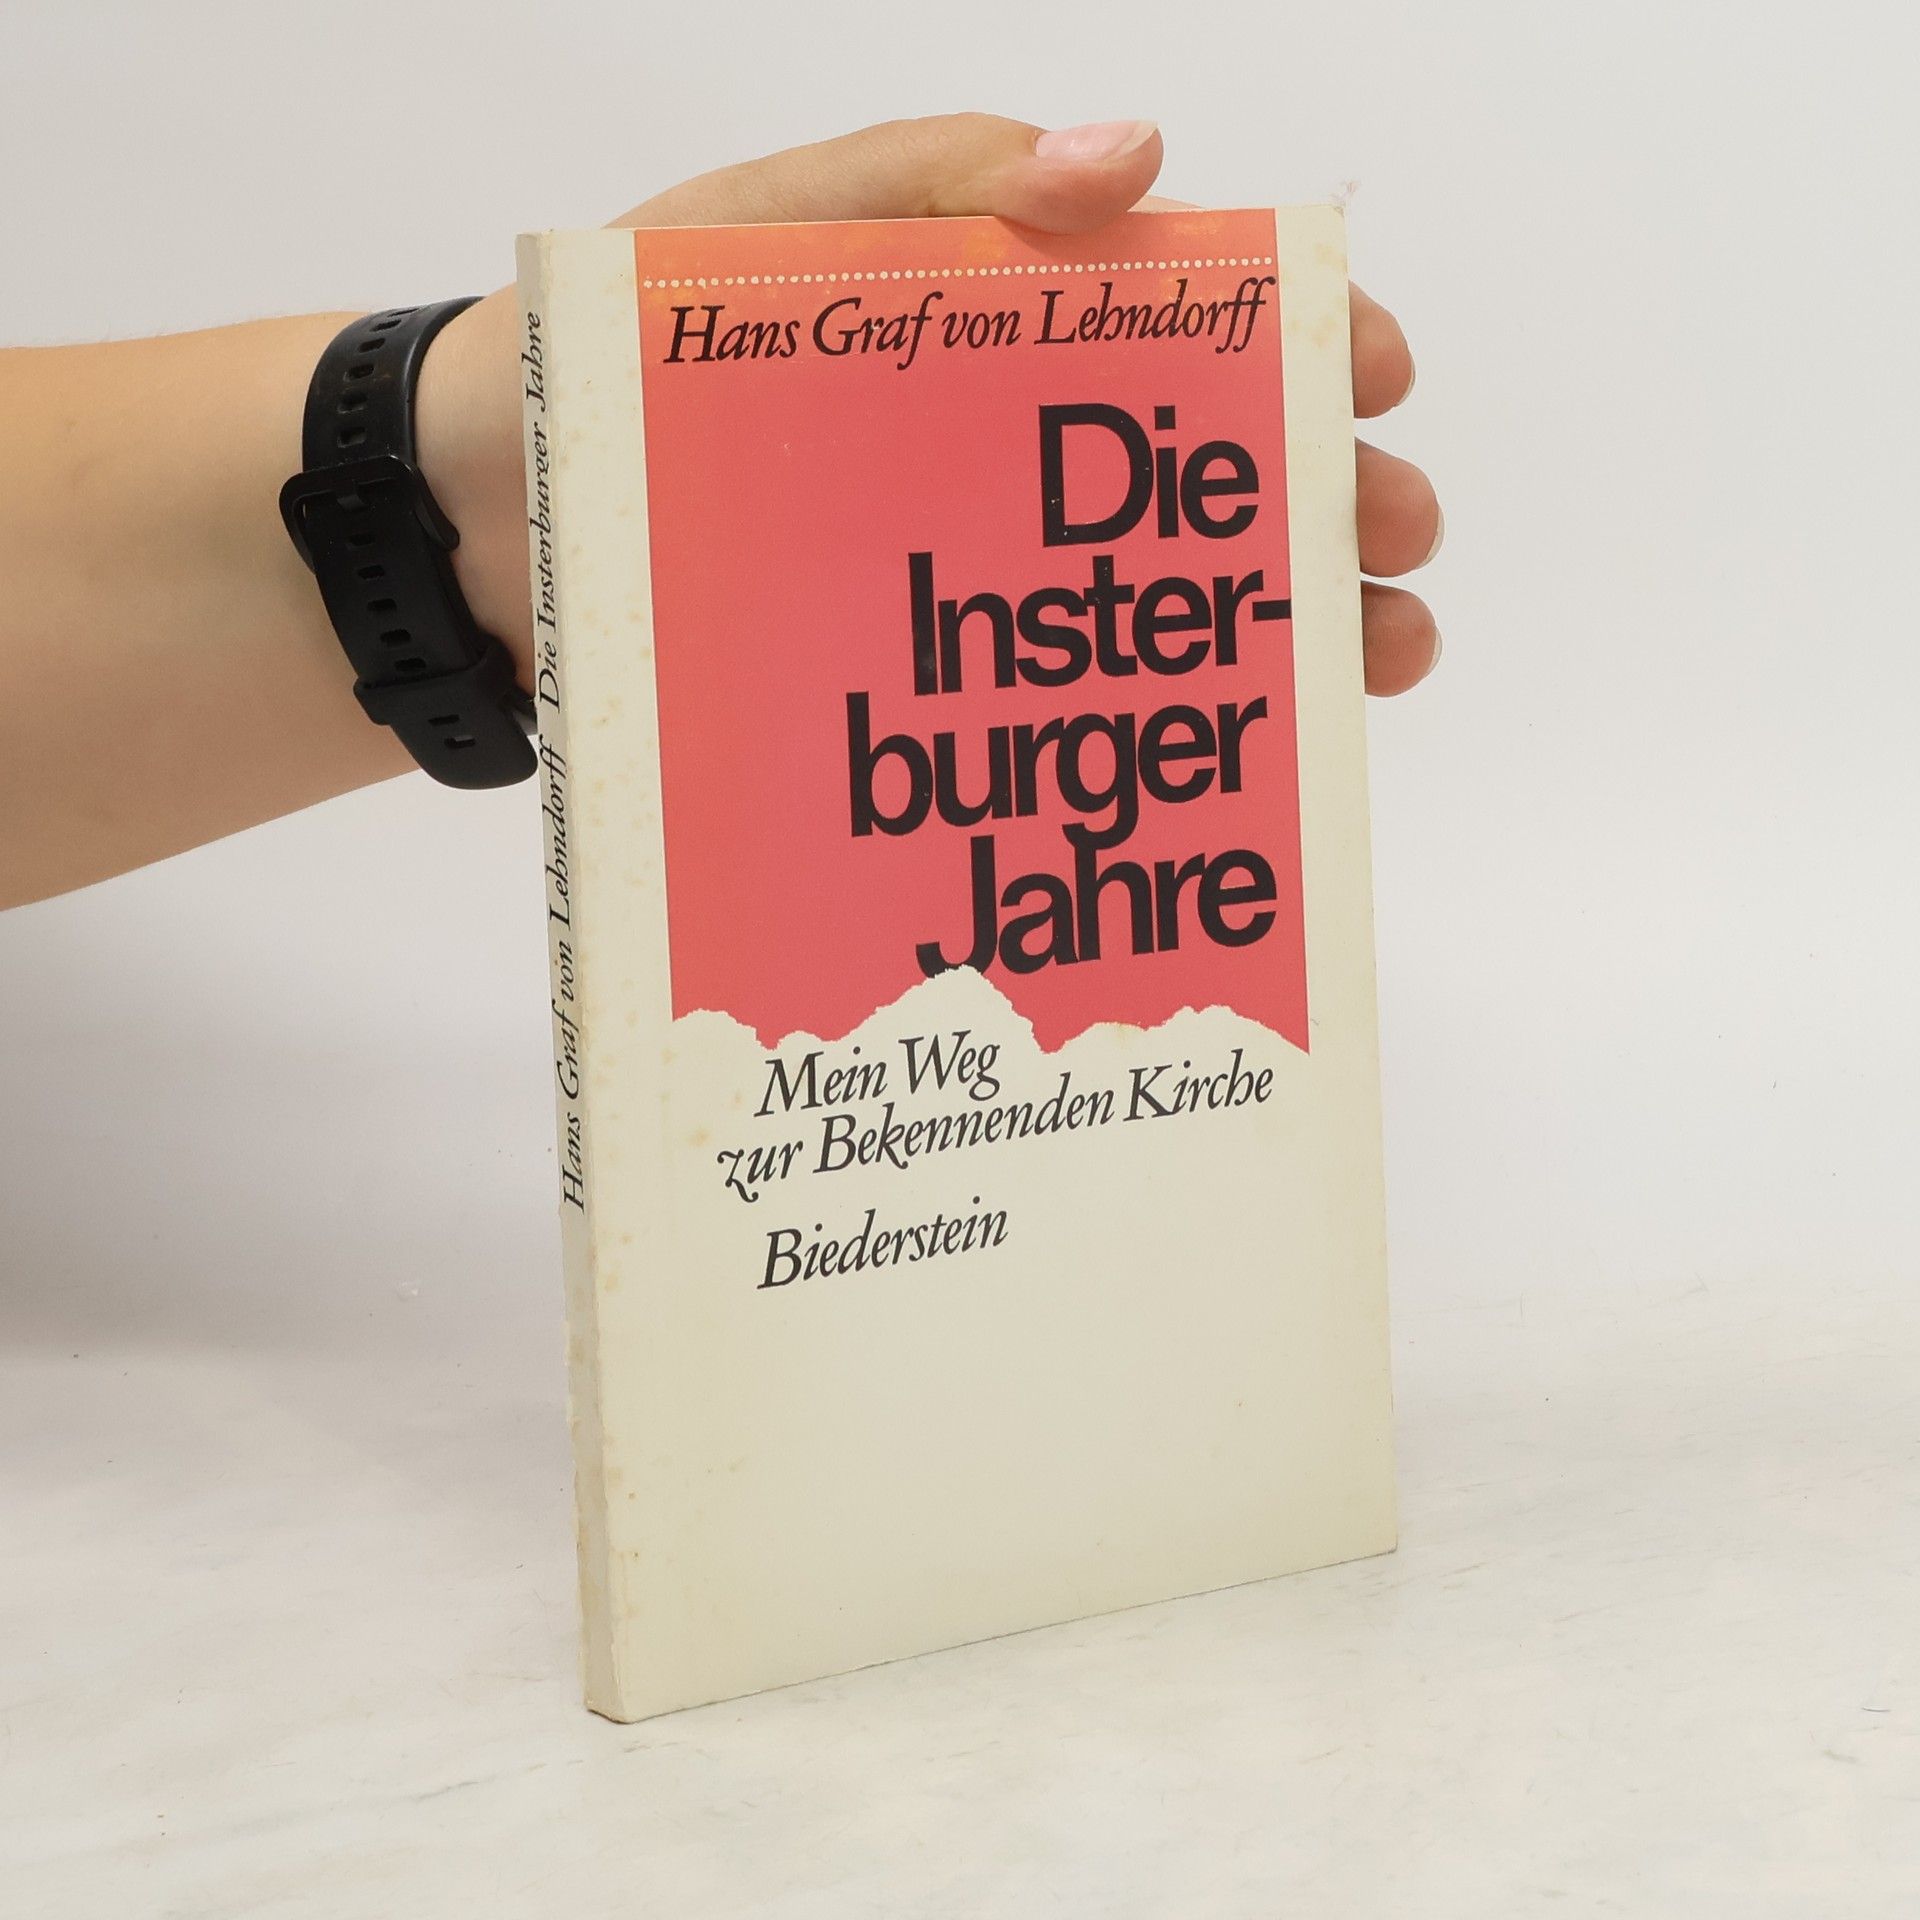 Hans Graf von Lehndorff
Die
Inster-
burger
Jahre
Mein Weg
zur Bekennenden Kirche
Biederstein
Hans Graf von Lehndorff Die Insterburger Jahre